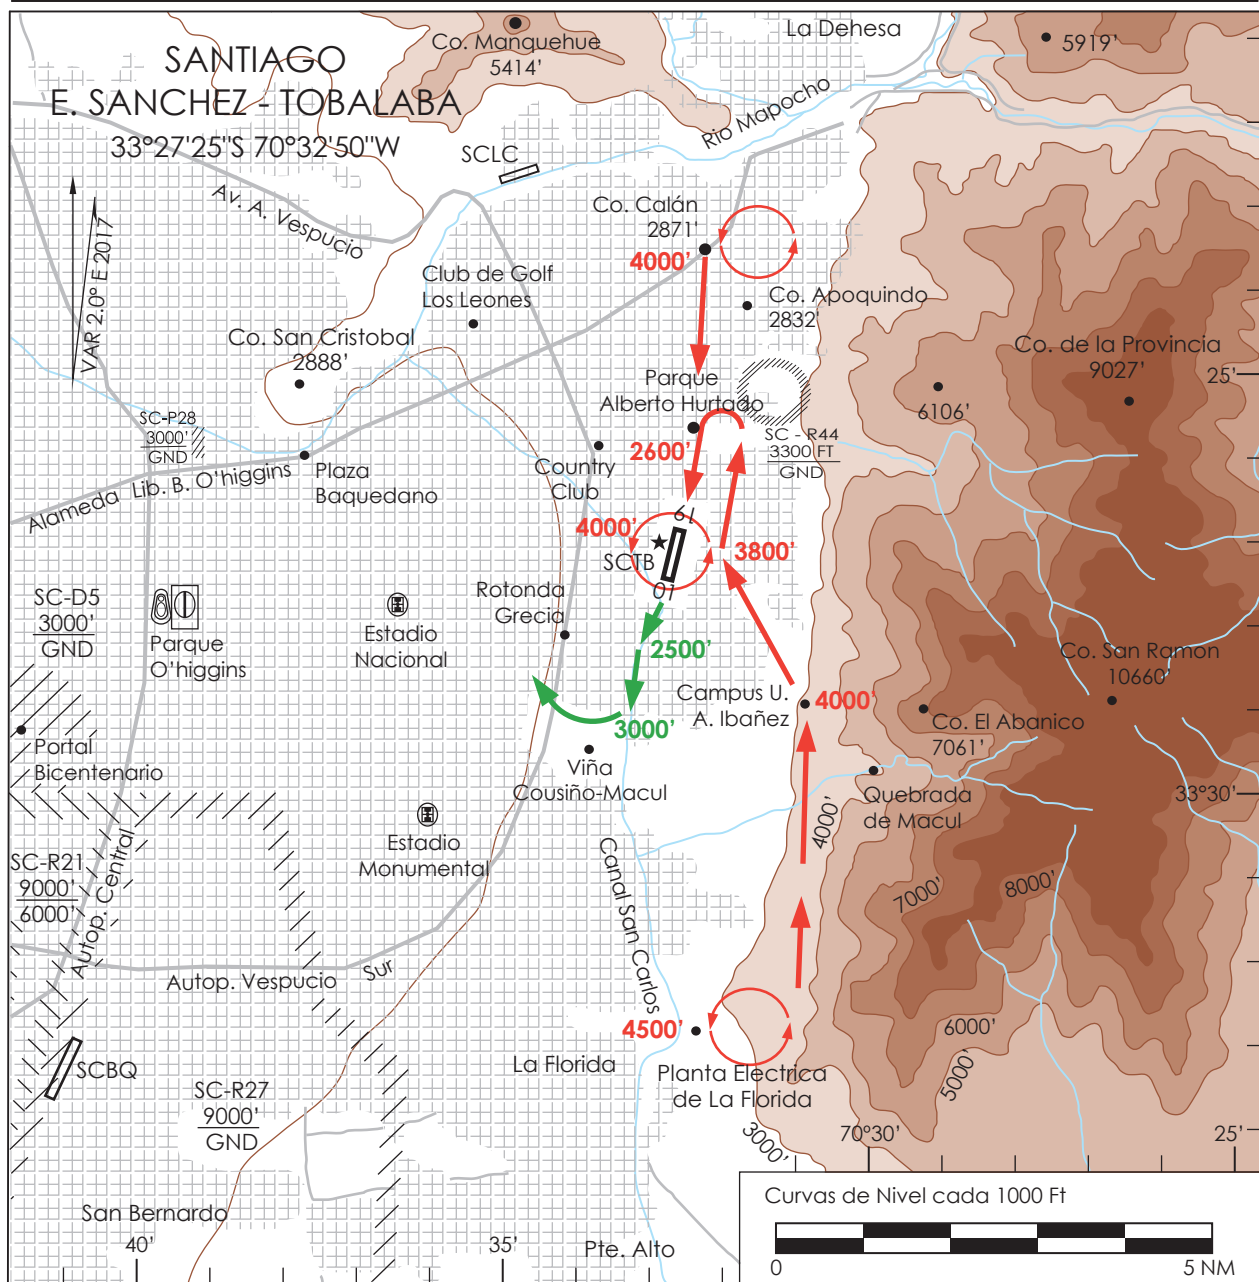 SANTIAGO
E. SANCHEZ - TOBALABA
33°27'25"S 70°32'50"W
Co. Manquehue
5414'
La Dehesa
5919'
Rio Mapocho
SCLC
Av. A. Vespucio
VAR 2.0° E 2017
Co. Calán
2871'
4000'
Club de Golf
Los Leones
Co. Apoquindo
2832'
Co. San Cristobal
2888'
Co. de la Provincia
9027'
25'
6106'
Parque
Alberto Hurtado
2600'
SC - R44
3300 FT
GND
SC-P28
3000'
GND
Plaza
Baquedano
Alameda Lib. B. O'higgins
Country
Club
4000'
19
SCTB
01
3800'
SC-D5
3000'
GND
Parque
O'higgins
Estadio
Nacional
Rotonda
Grecia
2500'
3000'
Campus U.
A. Ibañez
4000'
Co. San Ramon
10660'
Co. El Abanico
7061'
Portal
Bicentenario
Viña
Cousiño-Macul
Quebrada
de Macul
33°30'
4000'
7000'
8000'
Estadio
Monumental
SC-R21
9000'
6000'
Autop. Central
Canal San Carlos
Autop. Vespucio Sur
4500'
6000'
5000'
SCBQ
La Florida
Planta Electrica
de La Florida
SC-R27
9000'
GND
3000'
70°30'
25'
San Bernardo
40'
35'
Pte. Alto
Curvas de Nivel cada 1000 Ft
0
5 NM